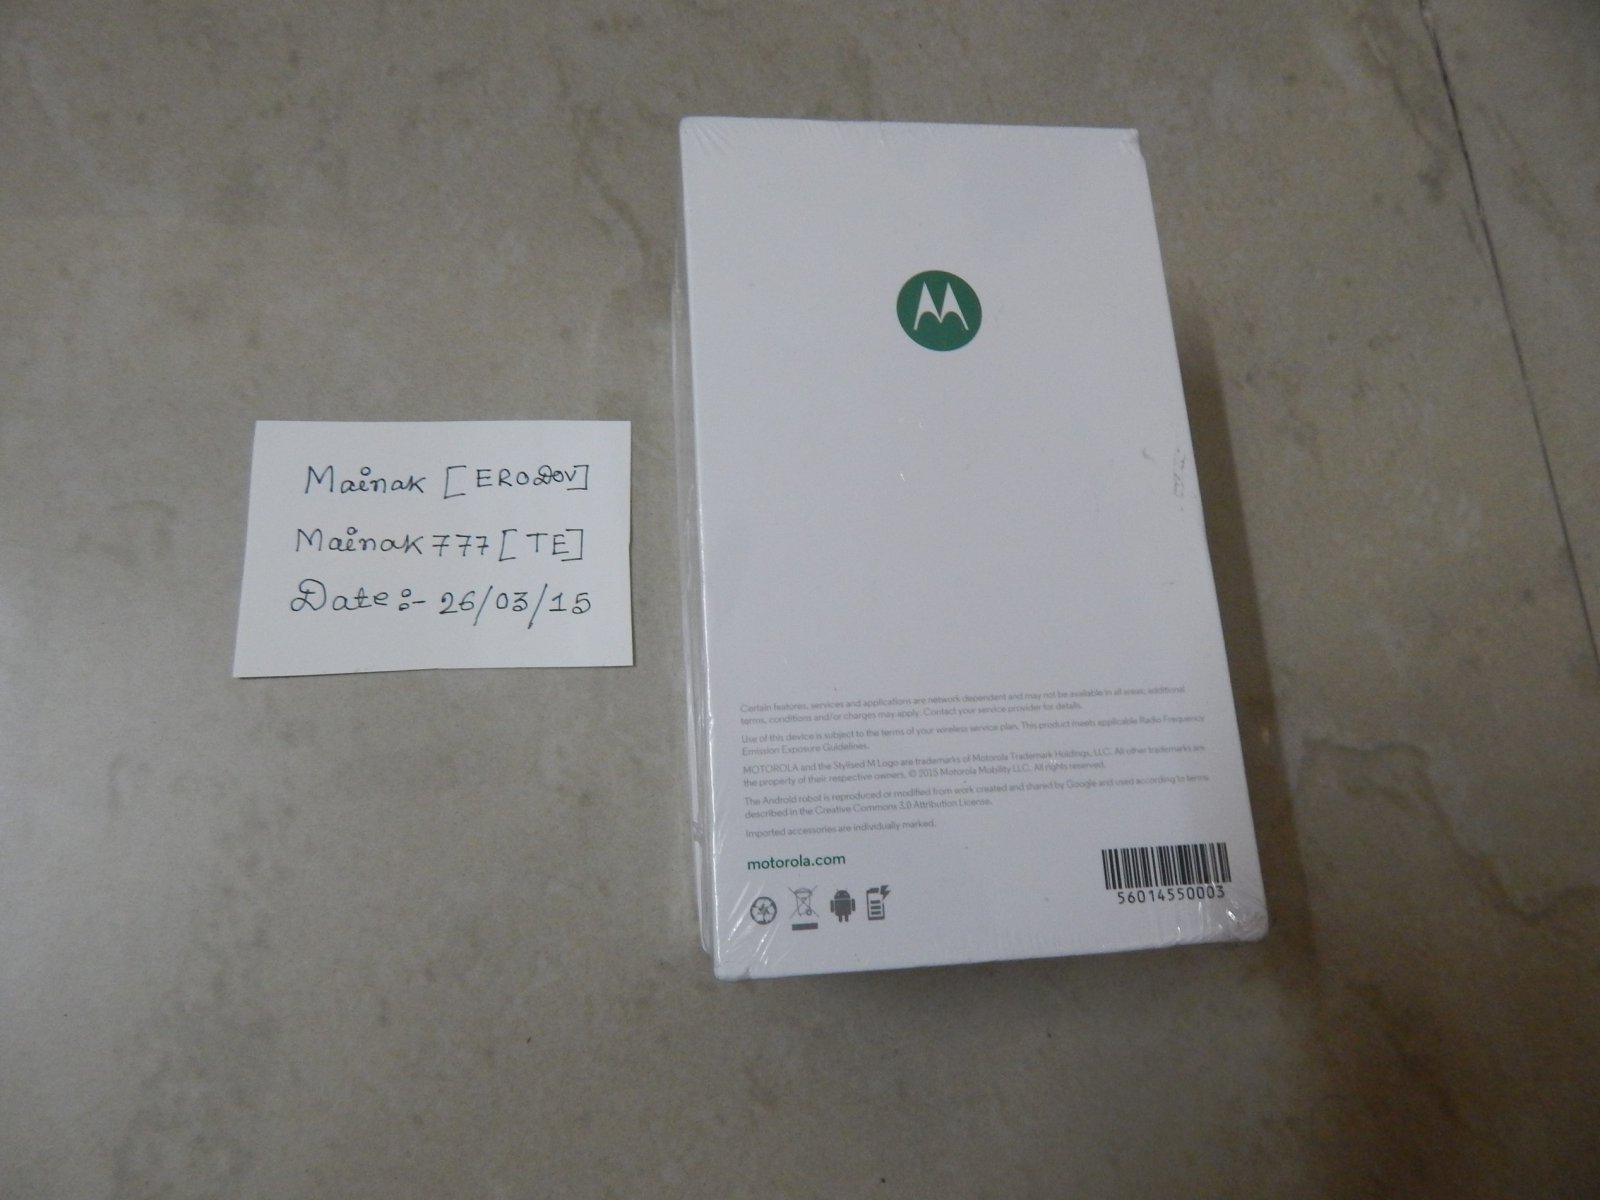 Mainak [ERODOV]
Mainak777 [TE]
Date:- 26/03/15
Certain features, services and applications are network dependent and may not be available in all areas; additional
terms, conditions and/or charges may apply. Contact your service provider for details.
Use of this device is subject to the terms of your wireless service plan. This product meets applicable Radio Frequency
Emission Exposure Guidelines.
MOTOROLA and the Stylised M Logo are trademarks of Motorola Trademark Holdings, LLC. All other trademarks are
the property of their respective owners. © 2015 Motorola Mobility LLC. All rights reserved.
The Android robot is reproduced or modified from work created and shared by Google and used according to terms
described in the Creative Commons 3.0 Attribution License.
Imported accessories are individually marked.
motorola.com
56014550003